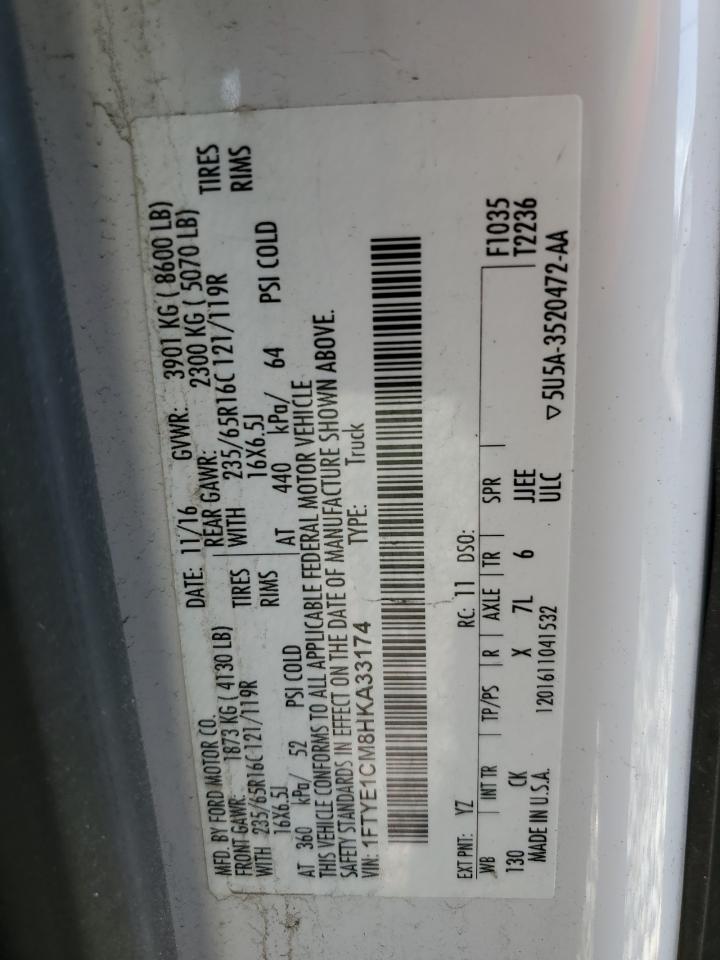 MFD. BY FORD MOTOR CO. DATE: 11/16 GVWR: 3901 KG ( 8600 LB)
FRONT GAWR: 1873 KG ( 4130 LB) REAR GAWR: 2300 KG ( 5070 LB)
WITH 235/65R16C 121/119R TIRES WITH 235/65R16C 121/119R TIRES
16X6.5J RIMS 16X6.5J RIMS
AT 360 kPa/ 52 PSI COLD AT 440 kPa/ 64 PSI COLD
THIS VEHICLE CONFORMS TO ALL APPLICABLE FEDERAL MOTOR VEHICLE
SAFETY STANDARDS IN EFFECT ON THE DATE OF MANUFACTURE SHOWN ABOVE.
VIN: 1FTYE1CM8HKA33174 TYPE: Truck
EXT PNT: YZ RC: 11 DSO:
WB INT TR TP/PS R AXLE TR SPR F1035
130 CK X 7L 6 JJEE T2236
MADE IN U.S.A. 1201611041532 ULC ▽5U5A-3520472-AA